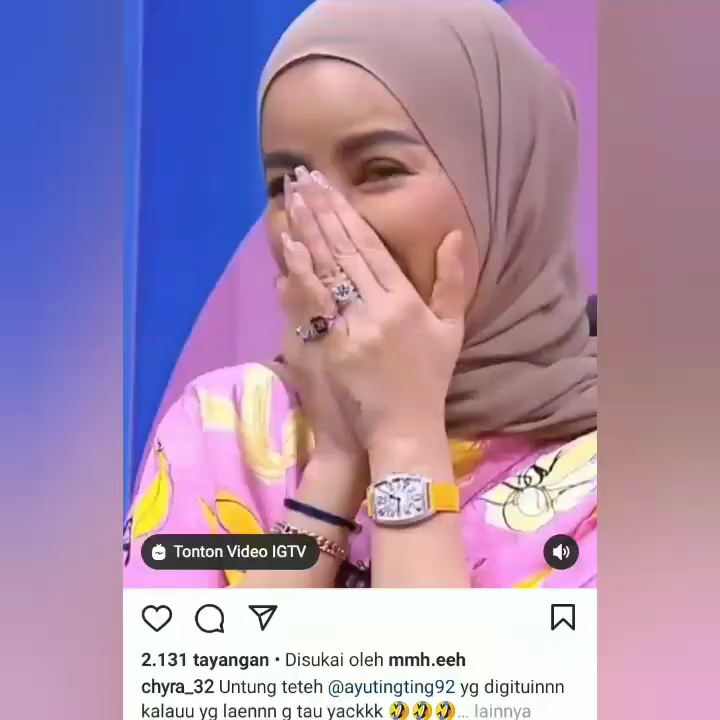 Tonton Video IGTV
2.131 tayangan • Disukai oleh mmh.eeh
chyra_32 Untung teteh @ayutingting92 yg digituinnn
kalauu yg laennn g tau yackkk 🤣🤣🤣... lainnya